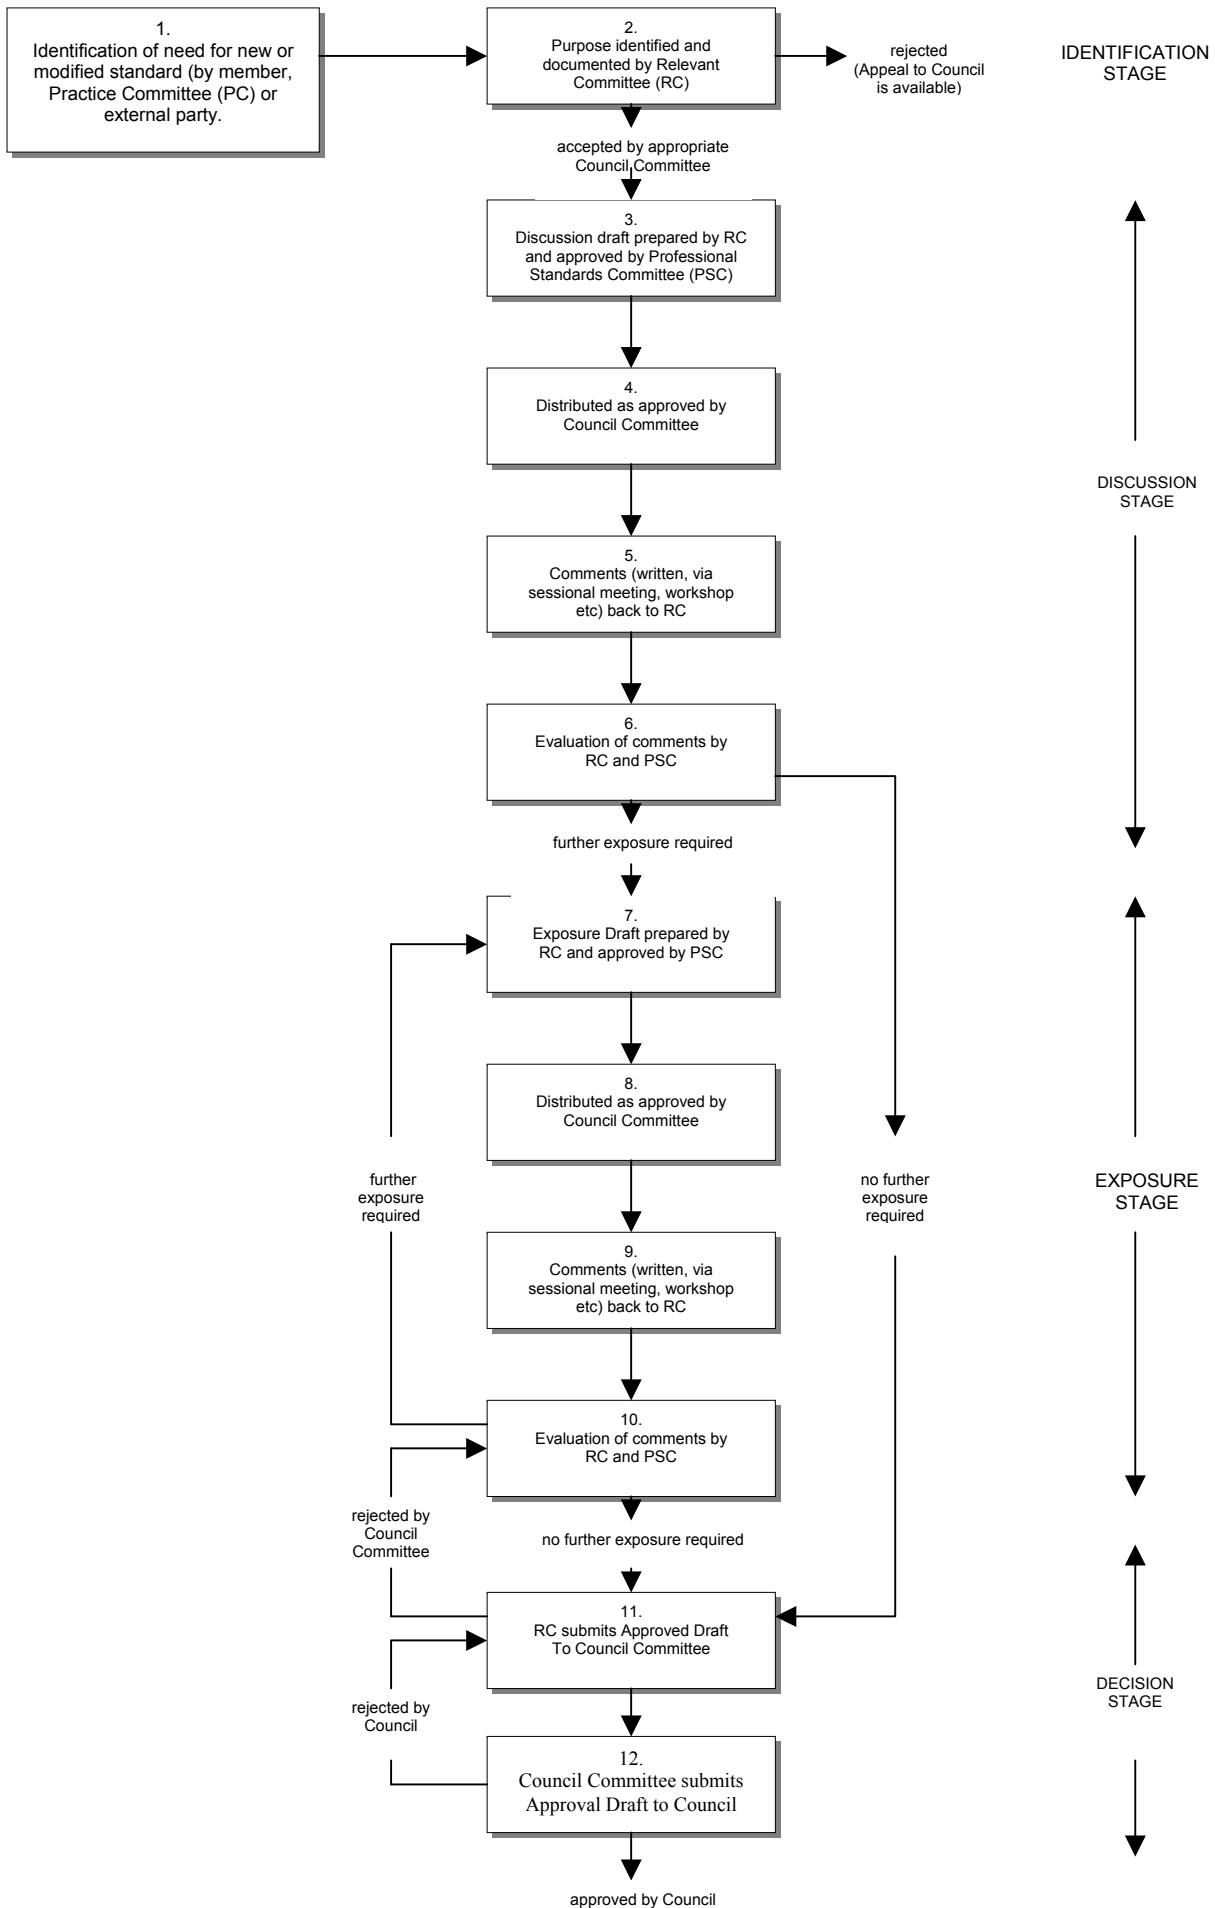 1.
Identification of need for new or
modified standard (by member,
Practice Committee (PC) or
external party.
2.
Purpose identified and
documented by Relevant
Committee (RC)
rejected
(Appeal to Council
is available)
IDENTIFICATION
STAGE
accepted by appropriate
Council Committee
3.
Discussion draft prepared by RC
and approved by Professional
Standards Committee (PSC)
4.
Distributed as approved by
Council Committee
DISCUSSION
STAGE
5.
Comments (written, via
sessional meeting, workshop
etc) back to RC
6.
Evaluation of comments by
RC and PSC
further exposure required
7.
Exposure Draft prepared by
RC and approved by PSC
8.
Distributed as approved by
Council Committee
further
exposure
required
no further
exposure
required
EXPOSURE
STAGE
9.
Comments (written, via
sessional meeting, workshop
etc) back to RC
10.
Evaluation of comments by
RC and PSC
rejected by
Council
Committee
no further exposure required
11.
RC submits Approved Draft
To Council Committee
DECISION
STAGE
rejected by
Council
12.
Council Committee submits
Approval Draft to Council
approved by Council